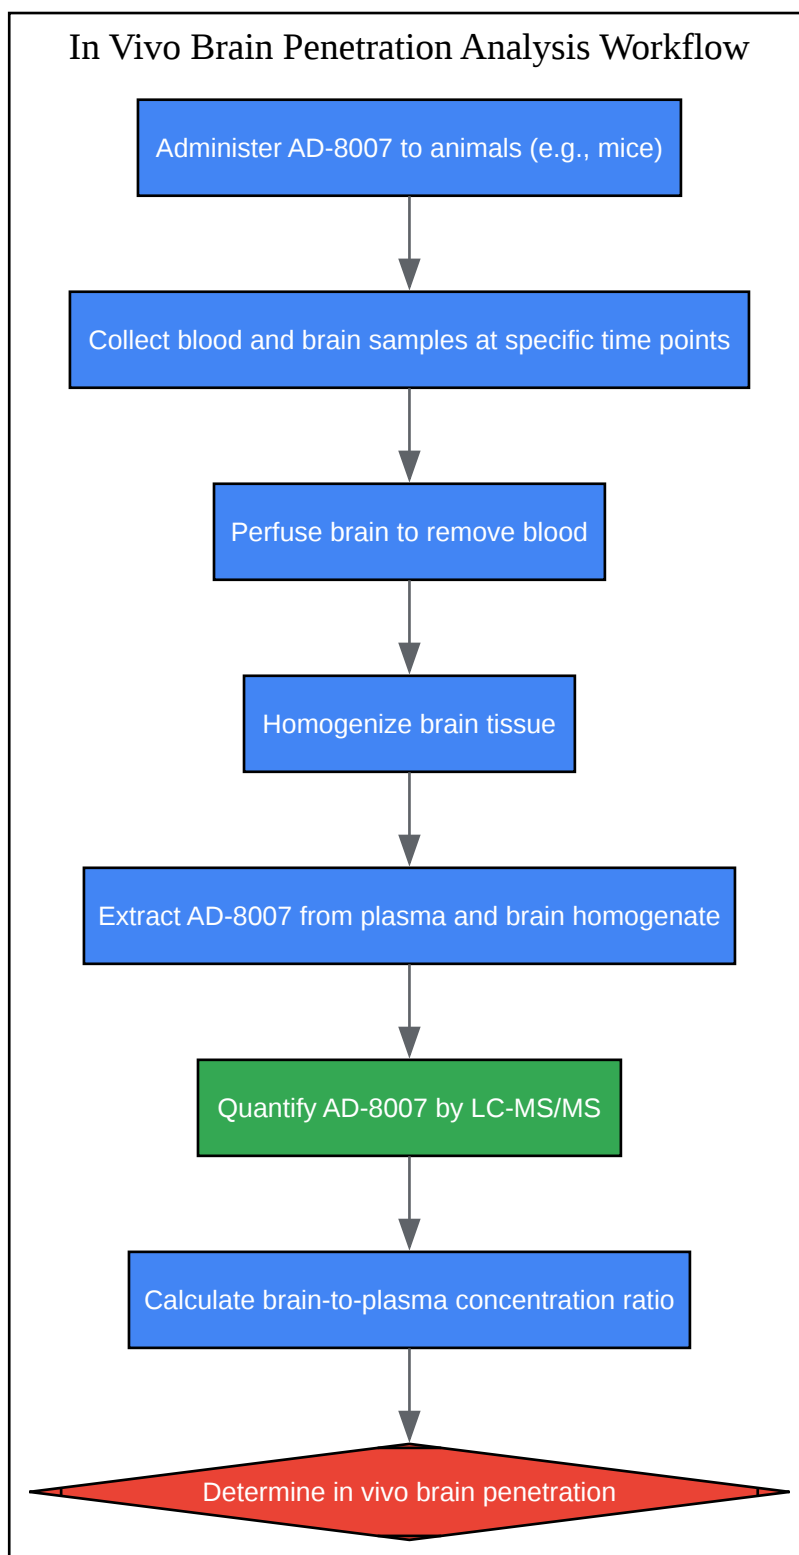 In Vivo Brain Penetration Analysis Workflow
Administer AD-8007 to animals (e.g., mice)
Collect blood and brain samples at specific time points
Perfuse brain to remove blood
Homogenize brain tissue
Extract AD-8007 from plasma and brain homogenate
Quantify AD-8007 by LC-MS/MS
Calculate brain-to-plasma concentration ratio
Determine in vivo brain penetration